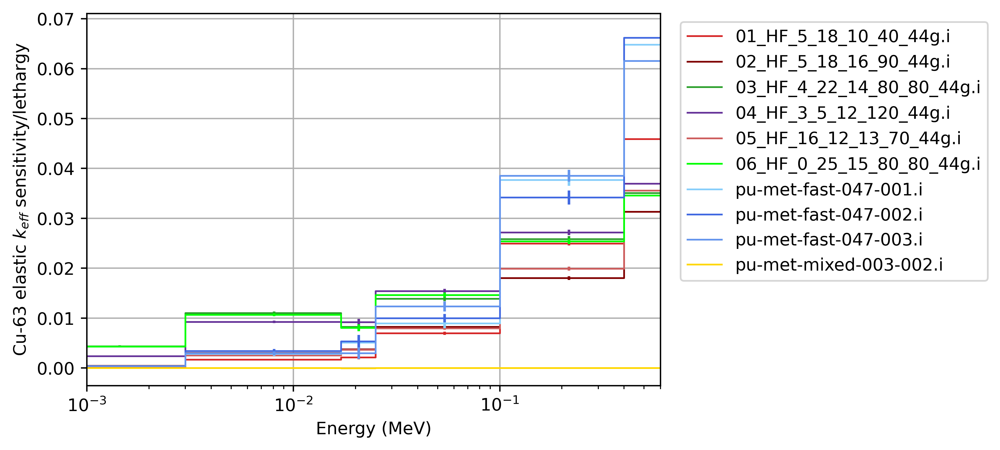 Cu-63 elastic k_eff sensitivity/lethargy
0.07
0.06
0.05
0.04
0.03
0.02
0.01
0.00
10⁻³
10⁻²
10⁻¹
Energy (MeV)
01_HF_5_18_10_40_44g.i
02_HF_5_18_16_90_44g.i
03_HF_4_22_14_80_80_44g.i
04_HF_3_5_12_120_44g.i
05_HF_16_12_13_70_44g.i
06_HF_0_25_15_80_80_44g.i
pu-met-fast-047-001.i
pu-met-fast-047-002.i
pu-met-fast-047-003.i
pu-met-mixed-003-002.i